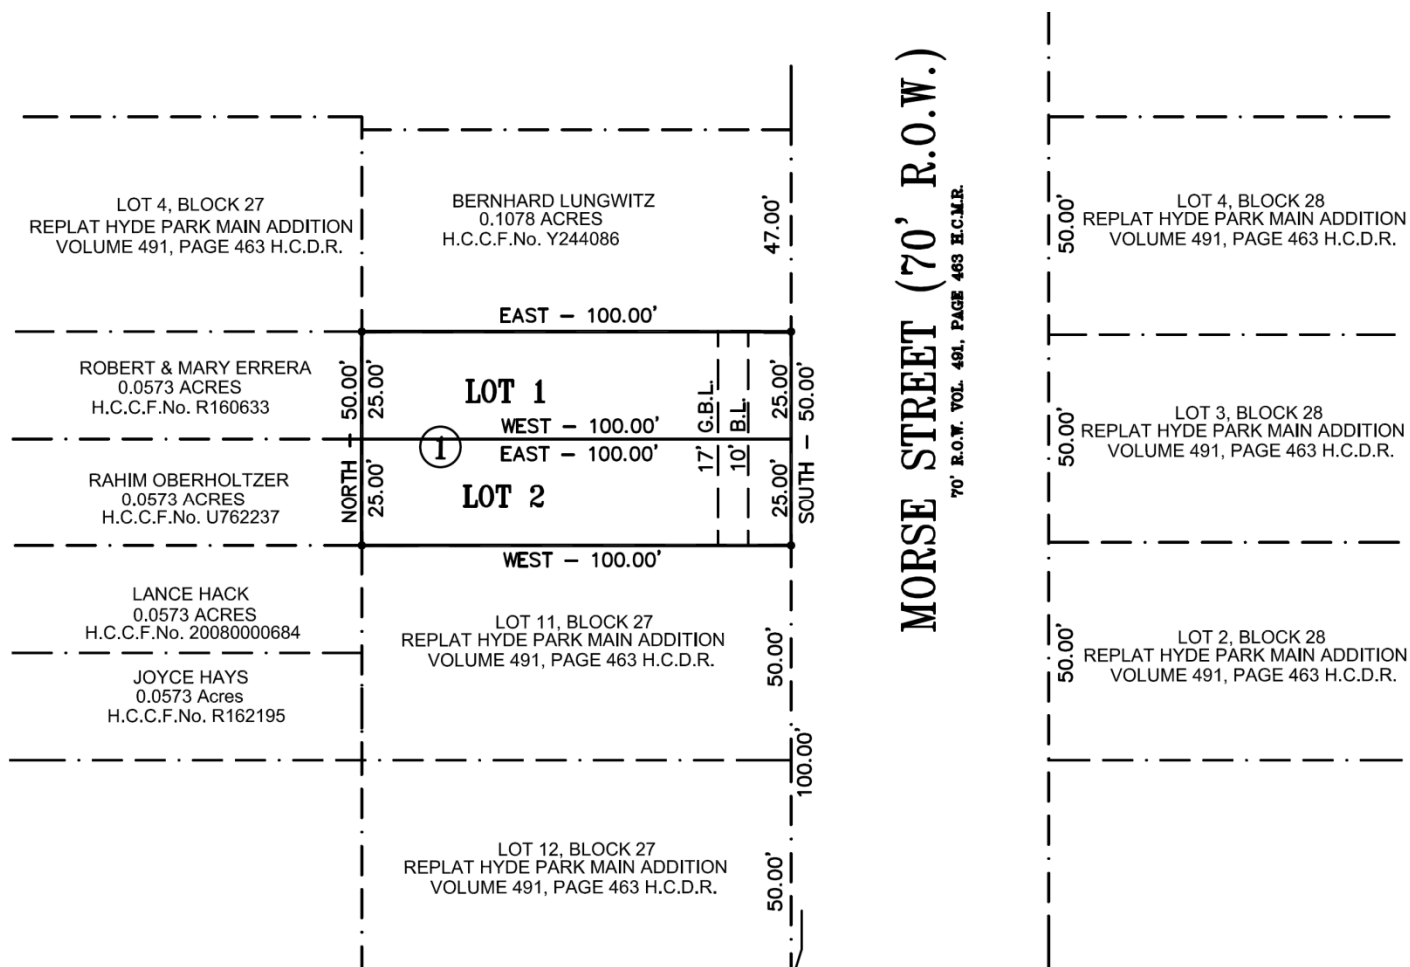 LOT 4, BLOCK 27
REPLAT HYDE PARK MAIN ADDITION
VOLUME 491, PAGE 463 H.C.D.R.
BERNHARD LUNGWITZ
0.1078 ACRES
H.C.C.F.No. Y244086
47.00'
MORSE STREET (70' R.O.W.)
70' R.O.W. VOL. 491, PAGE 463 H.C.M.R.
50.00'
LOT 4, BLOCK 28
REPLAT HYDE PARK MAIN ADDITION
VOLUME 491, PAGE 463 H.C.D.R.
EAST – 100.00'
ROBERT & MARY ERRERA
0.0573 ACRES
H.C.C.F.No. R160633
NORTH – 50.00'
25.00'
LOT 1
WEST – 100.00'
17' G.B.L.
10' B.L.
25.00'
SOUTH – 50.00'
50.00'
LOT 3, BLOCK 28
REPLAT HYDE PARK MAIN ADDITION
VOLUME 491, PAGE 463 H.C.D.R.
1
EAST – 100.00'
RAHIM OBERHOLTZER
0.0573 ACRES
H.C.C.F.No. U762237
25.00'
LOT 2
25.00'
WEST – 100.00'
LANCE HACK
0.0573 ACRES
H.C.C.F.No. 20080000684
LOT 11, BLOCK 27
REPLAT HYDE PARK MAIN ADDITION
VOLUME 491, PAGE 463 H.C.D.R.
50.00'
50.00'
LOT 2, BLOCK 28
REPLAT HYDE PARK MAIN ADDITION
VOLUME 491, PAGE 463 H.C.D.R.
JOYCE HAYS
0.0573 Acres
H.C.C.F.No. R162195
100.00'
LOT 12, BLOCK 27
REPLAT HYDE PARK MAIN ADDITION
VOLUME 491, PAGE 463 H.C.D.R.
50.00'